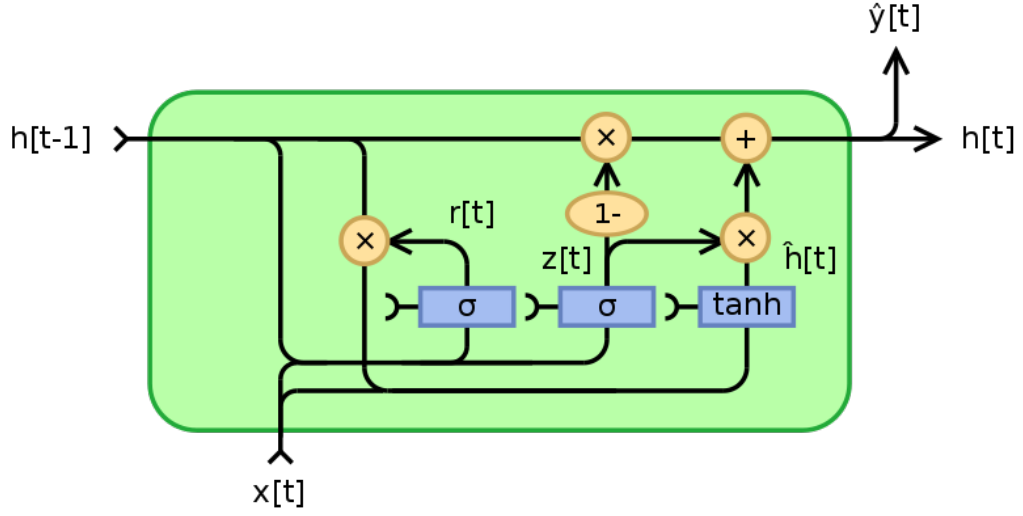 ŷ[t]
h[t-1]
×
+
h[t]
r[t]
1-
×
z[t]
×
ĥ[t]
σ
σ
tanh
x[t]